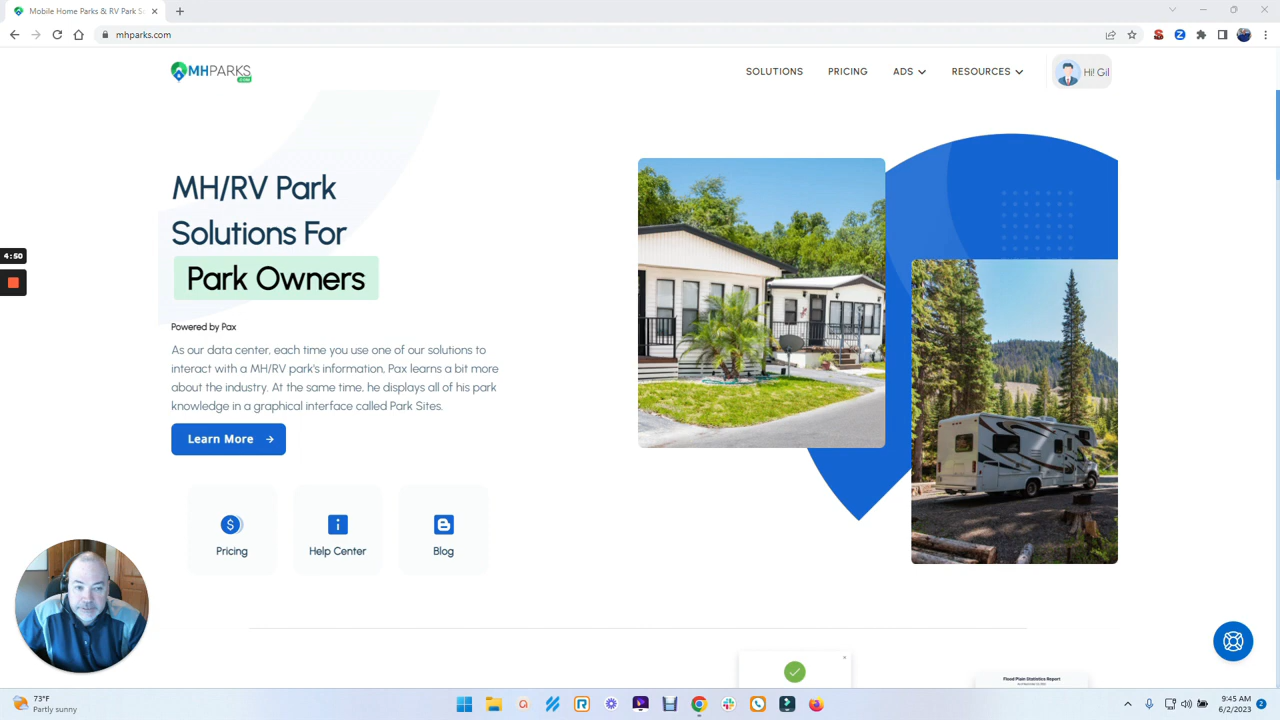 Mobile Home Parks & RV Park S
mhparks.com
MHPARKS
.COM
SOLUTIONS
PRICING
ADS
RESOURCES
Hi! Gil
MH/RV Park
Solutions For
Park Owners
4:50
Powered by Pax
As our data center, each time you use one of our solutions to
interact with a MH/RV park's information, Pax learns a bit more
about the industry. At the same time, he displays all of his park
knowledge in a graphical interface called Park Sites.
Learn More →
Pricing
Help Center
Blog
Flood Plain Statistics Report
73°F
Partly sunny
9:45 AM
6/2/2023
2